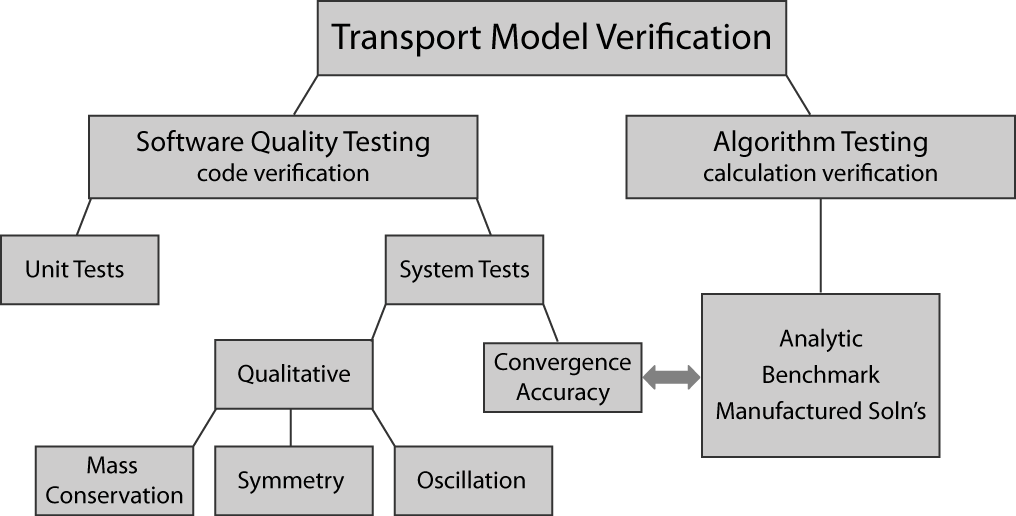 Transport Model Verification
Software Quality Testing
code verification
Algorithm Testing
calculation verification
Unit Tests
System Tests
Qualitative
Convergence
Accuracy
Analytic
Benchmark
Manufactured Soln's
Mass
Conservation
Symmetry
Oscillation